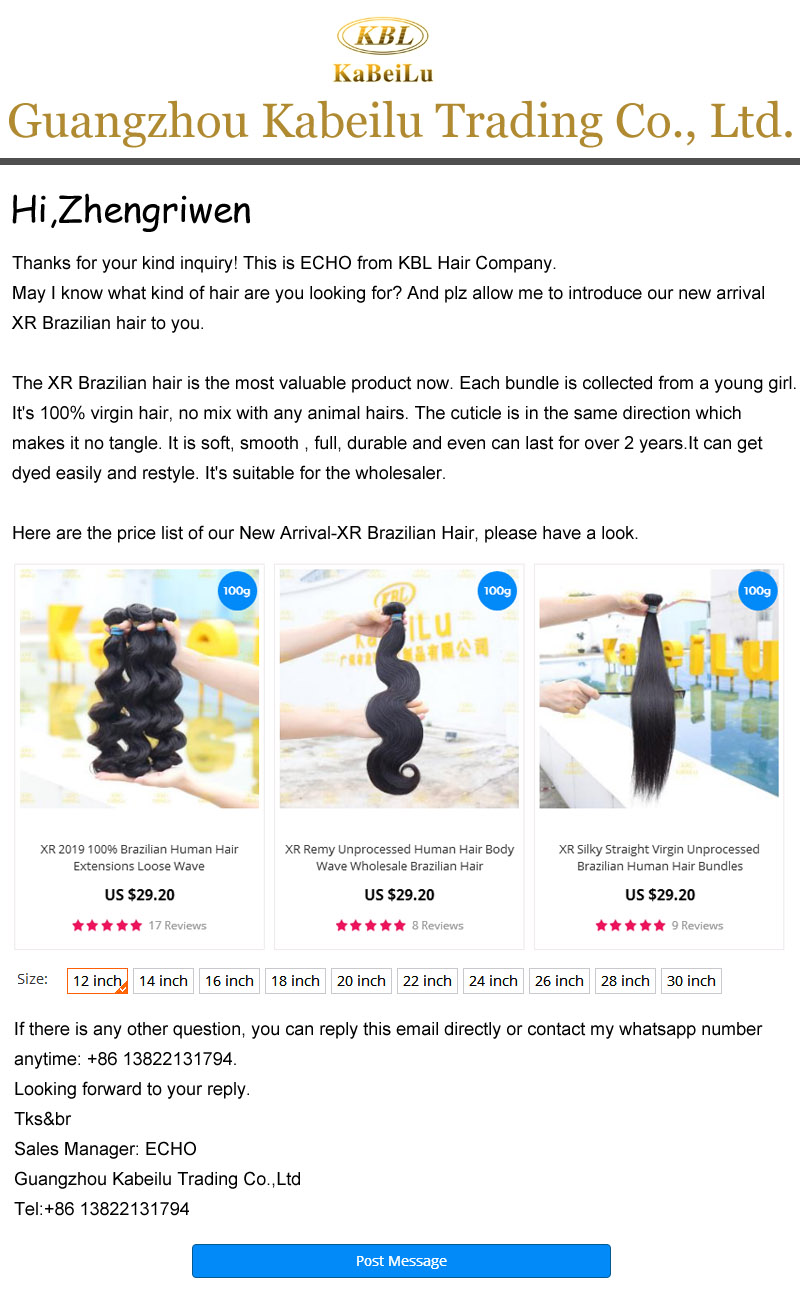 KBL
KaBeiLu
Guangzhou Kabeilu Trading Co., Ltd.
Hi,Zhengriwen
Thanks for your kind inquiry! This is ECHO from KBL Hair Company.
May I know what kind of hair are you looking for? And plz allow me to introduce our new arrival
XR Brazilian hair to you.
The XR Brazilian hair is the most valuable product now. Each bundle is collected from a young girl.
It's 100% virgin hair, no mix with any animal hairs. The cuticle is in the same direction which
makes it no tangle. It is soft, smooth , full, durable and even can last for over 2 years.It can get
dyed easily and restyle. It's suitable for the wholesaler.
Here are the price list of our New Arrival-XR Brazilian Hair, please have a look.
100g
100g
100g
KBL
KaBeiLu
KaBeiLu
XR 2019 100% Brazilian Human Hair
Extensions Loose Wave
US $29.20
17 Reviews
XR Remy Unprocessed Human Hair Body
Wave Wholesale Brazilian Hair
US $29.20
8 Reviews
XR Silky Straight Virgin Unprocessed
Brazilian Human Hair Bundles
US $29.20
9 Reviews
Size: 12 inch 14 inch 16 inch 18 inch 20 inch 22 inch 24 inch 26 inch 28 inch 30 inch
If there is any other question, you can reply this email directly or contact my whatsapp number
anytime: +86 13822131794.
Looking forward to your reply.
Tks&br
Sales Manager: ECHO
Guangzhou Kabeilu Trading Co.,Ltd
Tel:+86 13822131794
Post Message